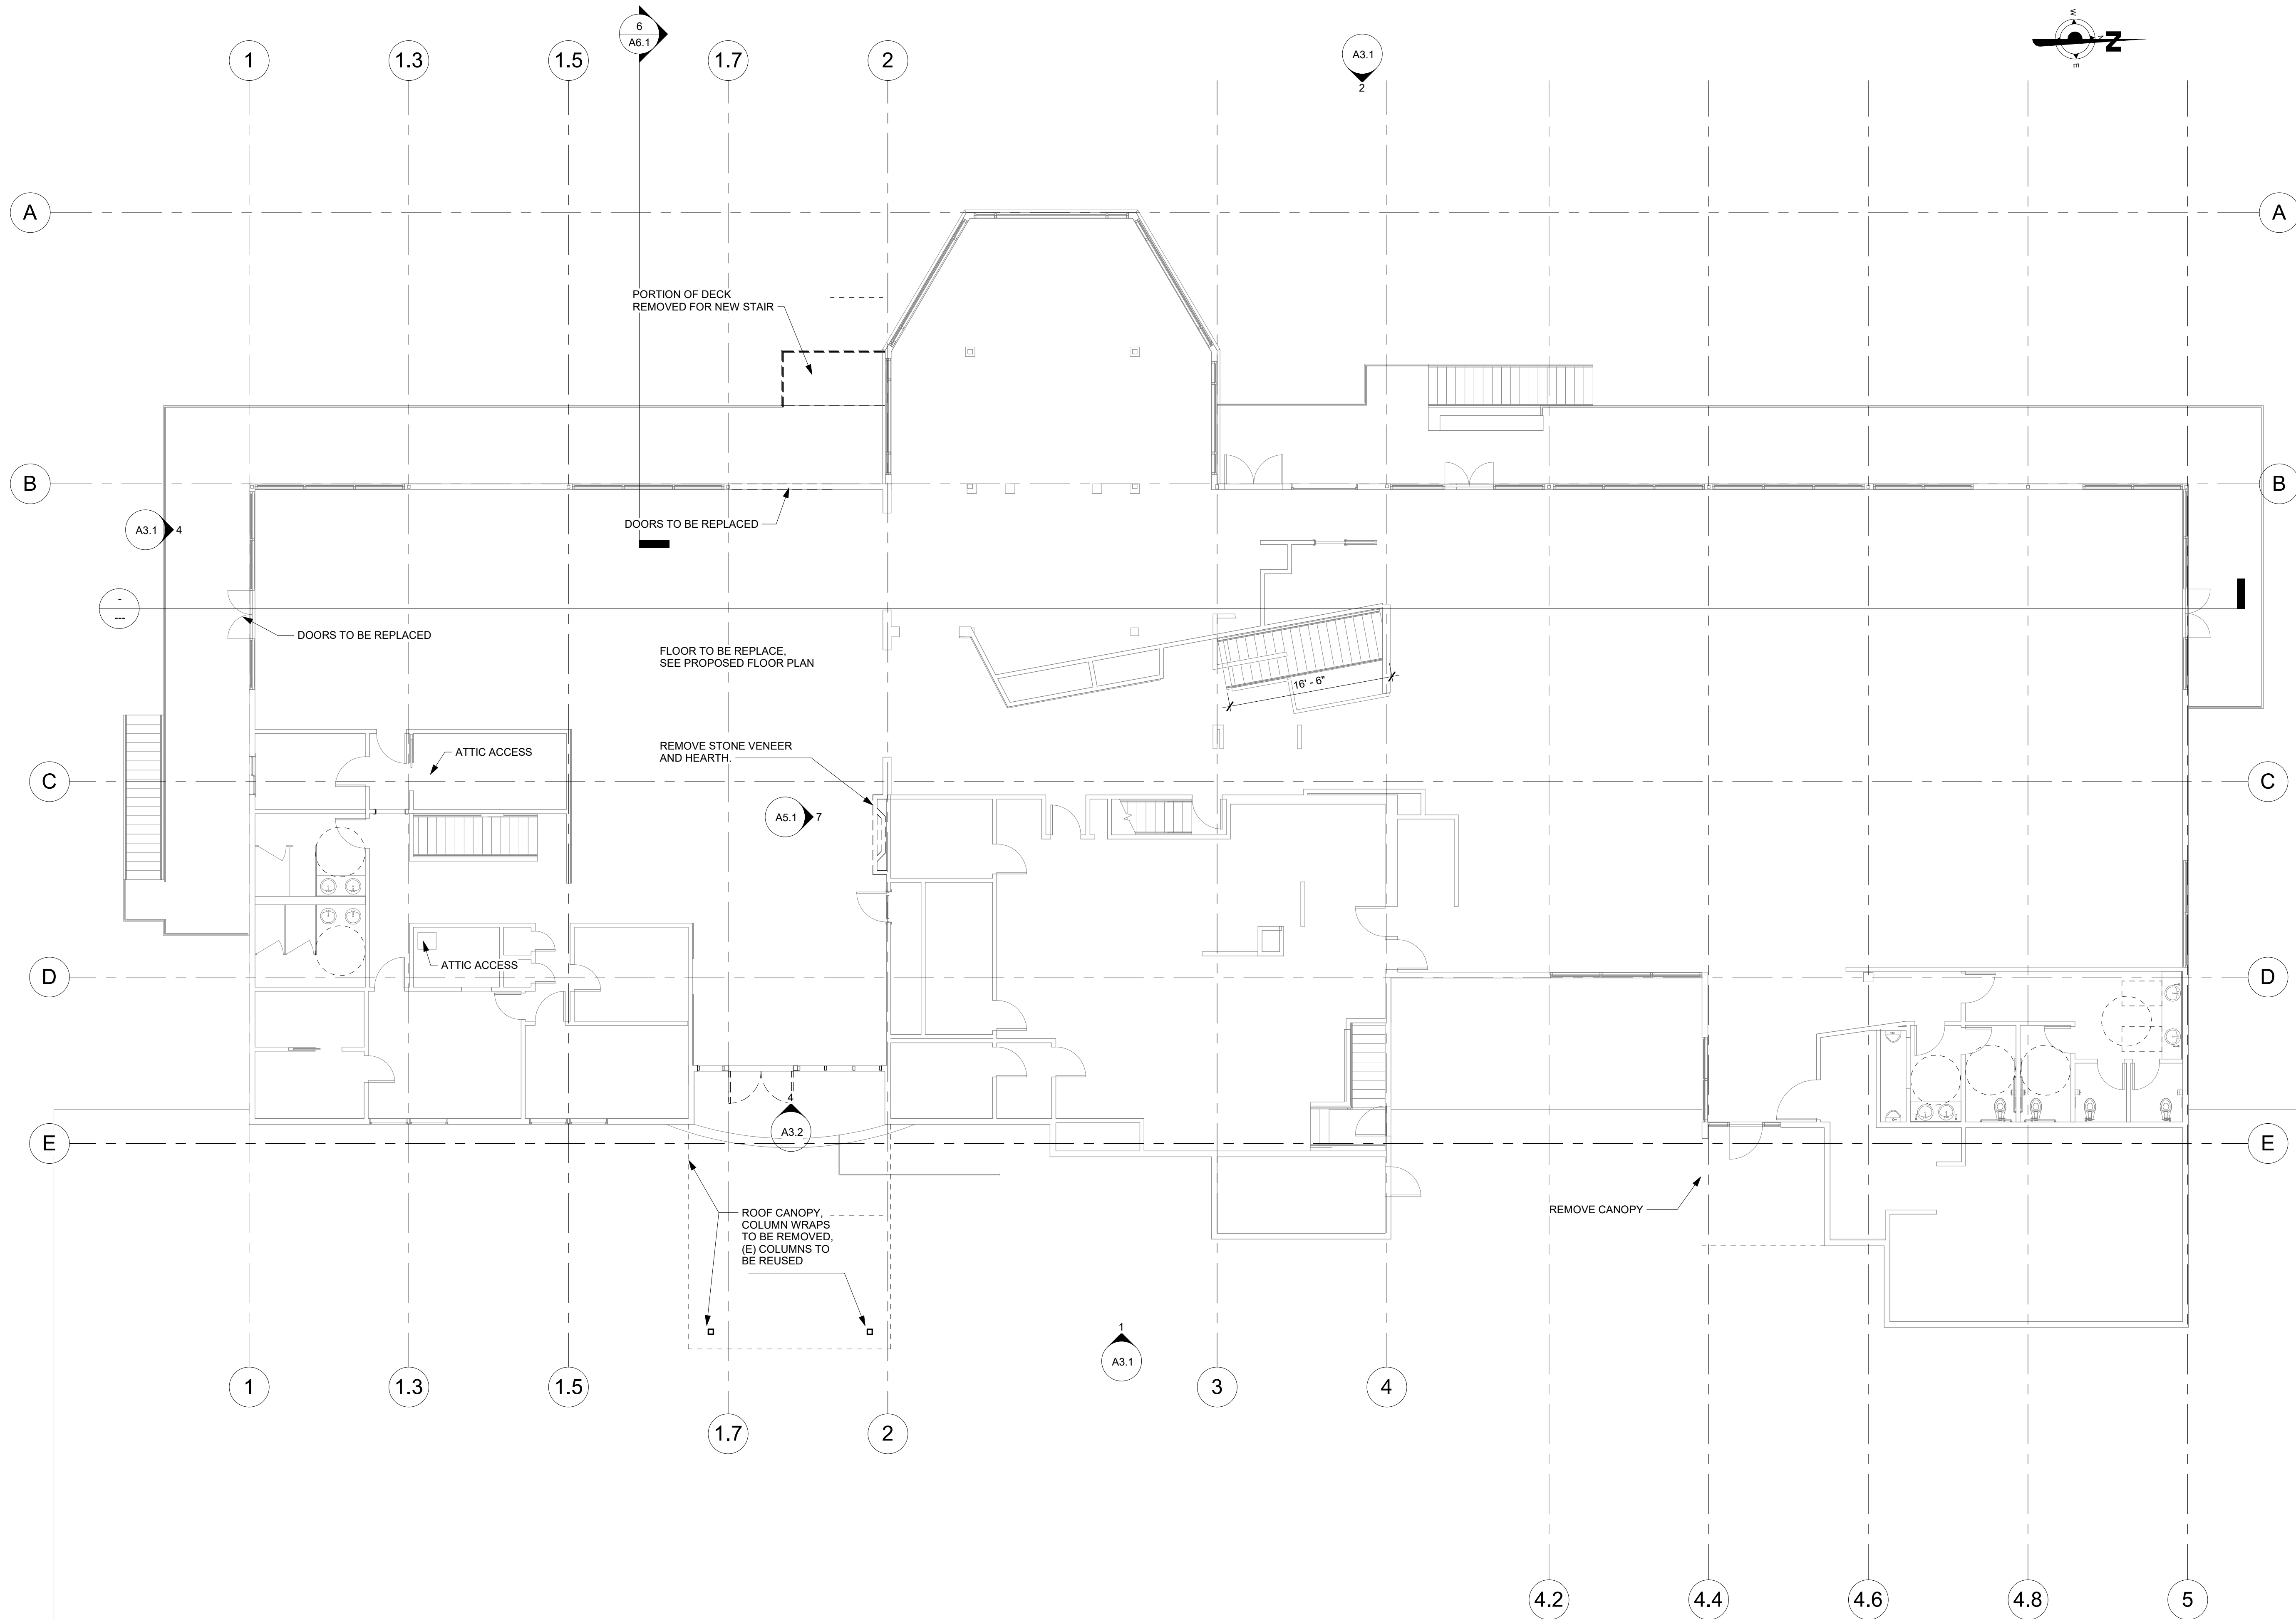 6
A6.1
1
1.3
1.5
1.7
2
A3.1
2
W
N
E
Z
A
A
PORTION OF DECK
REMOVED FOR NEW STAIR
B
B
A3.1
4
DOORS TO BE REPLACED
-
---
DOORS TO BE REPLACED
FLOOR TO BE REPLACE,
SEE PROPOSED FLOOR PLAN
16' - 6"
REMOVE STONE VENEER
AND HEARTH.
ATTIC ACCESS
C
C
A5.1
7
ATTIC ACCESS
D
D
4
A3.2
E
E
ROOF CANOPY,
COLUMN WRAPS
TO BE REMOVED,
(E) COLUMNS TO
BE REUSED
REMOVE CANOPY
1
A3.1
1
1.3
1.5
3
4
1.7
2
4.2
4.4
4.6
4.8
5